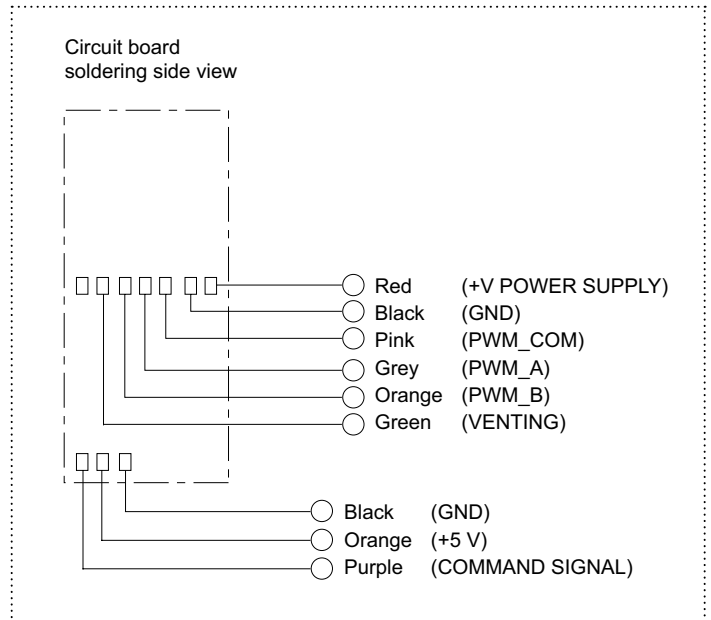 Circuit board
soldering side view
Red (+V POWER SUPPLY)
Black (GND)
Pink (PWM_COM)
Grey (PWM_A)
Orange (PWM_B)
Green (VENTING)
Black (GND)
Orange (+5 V)
Purple (COMMAND SIGNAL)